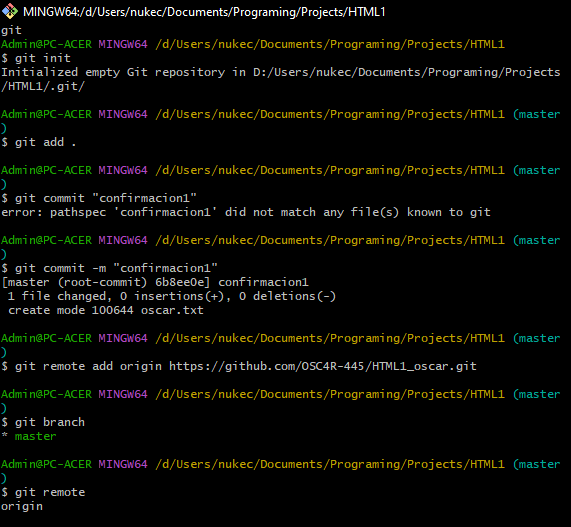 MINGW64:/d/Users/nukec/Documents/Programing/Projects/HTML1
git
Admin@PC-ACER MINGW64 /d/Users/nukec/Documents/Programing/Projects/HTML1
$ git init
Initialized empty Git repository in D:/Users/nukec/Documents/Programing/Projects
/HTML1/.git/
Admin@PC-ACER MINGW64 /d/Users/nukec/Documents/Programing/Projects/HTML1 (master
)
$ git add .
Admin@PC-ACER MINGW64 /d/Users/nukec/Documents/Programing/Projects/HTML1 (master
)
$ git commit "confirmacion1"
error: pathspec 'confirmacion1' did not match any file(s) known to git
Admin@PC-ACER MINGW64 /d/Users/nukec/Documents/Programing/Projects/HTML1 (master
)
$ git commit -m "confirmacion1"
[master (root-commit) 6b8ee0e] confirmacion1
 1 file changed, 0 insertions(+), 0 deletions(-)
 create mode 100644 oscar.txt
Admin@PC-ACER MINGW64 /d/Users/nukec/Documents/Programing/Projects/HTML1 (master
)
$ git remote add origin https://github.com/OSC4R-445/HTML1_oscar.git
Admin@PC-ACER MINGW64 /d/Users/nukec/Documents/Programing/Projects/HTML1 (master
)
$ git branch
* master
Admin@PC-ACER MINGW64 /d/Users/nukec/Documents/Programing/Projects/HTML1 (master
)
$ git remote
origin